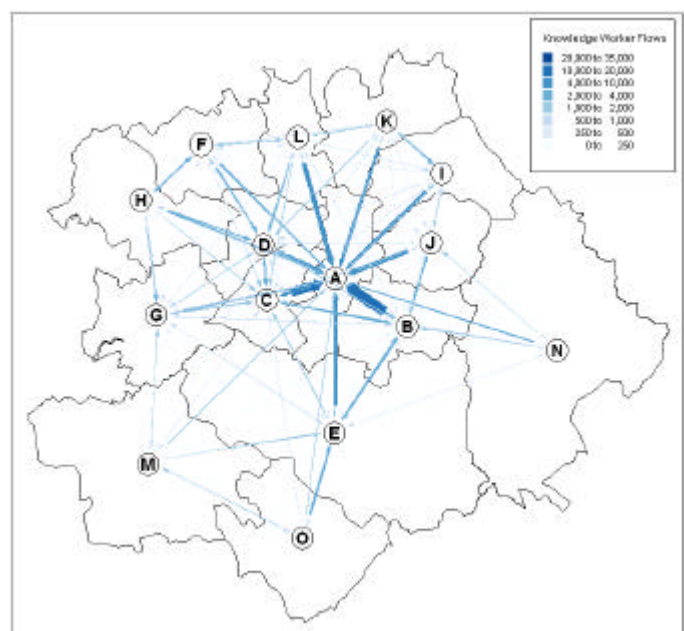 Knowledge Worker Flows
20,000 to 35,000
10,000 to 20,000
4,000 to 10,000
2,000 to 4,000
1,000 to 2,000
500 to 1,000
250 to 500
0 to 250
K
L
F
I
H
D
J
A
C
G
B
N
E
M
O